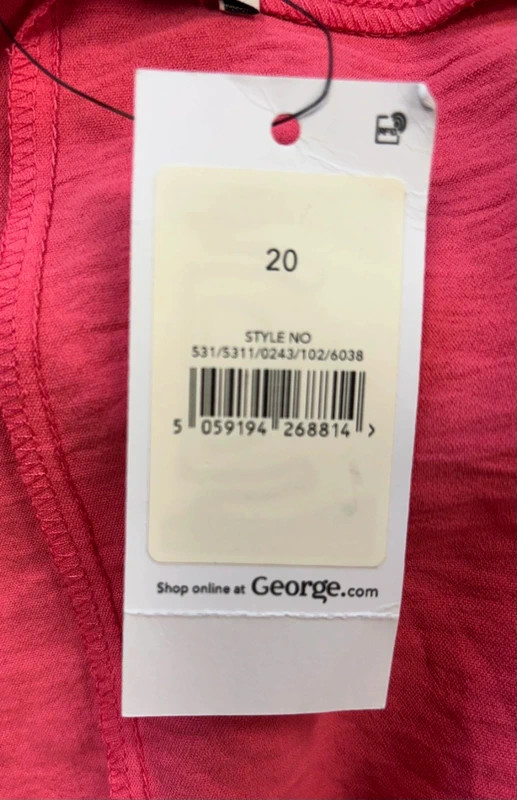 20
STYLE NO
531/5311/0243/102/6038
5 059194 268814 >
Shop online at George.com